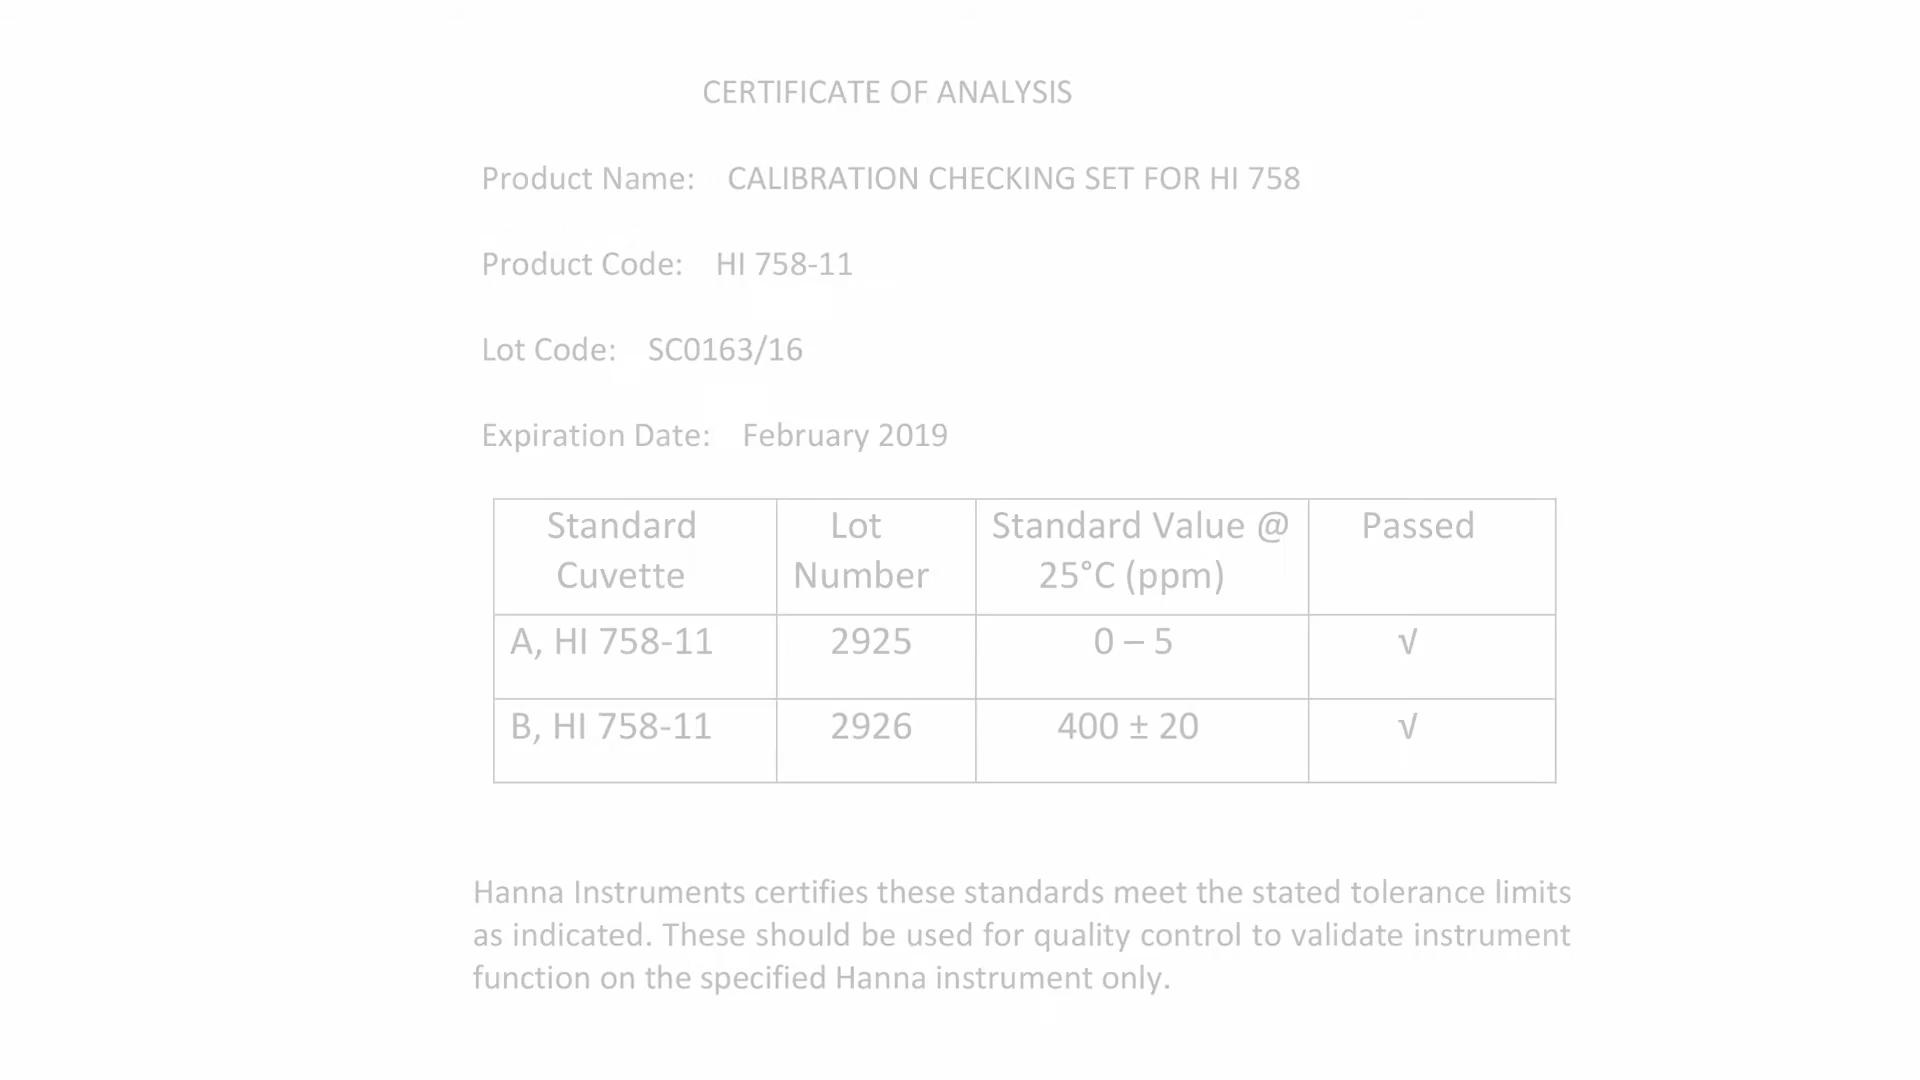 CERTIFICATE OF ANALYSIS
Product Name: CALIBRATION CHECKING SET FOR HI 758
Product Code: HI 758-11
Lot Code: SC0163/16
Expiration Date: February 2019
Standard Cuvette Lot Number Standard Value @ 25°C (ppm) Passed
A, HI 758-11 2925 0 – 5 √
B, HI 758-11 2926 400 ± 20 √
Hanna Instruments certifies these standards meet the stated tolerance limits
as indicated. These should be used for quality control to validate instrument
function on the specified Hanna instrument only.